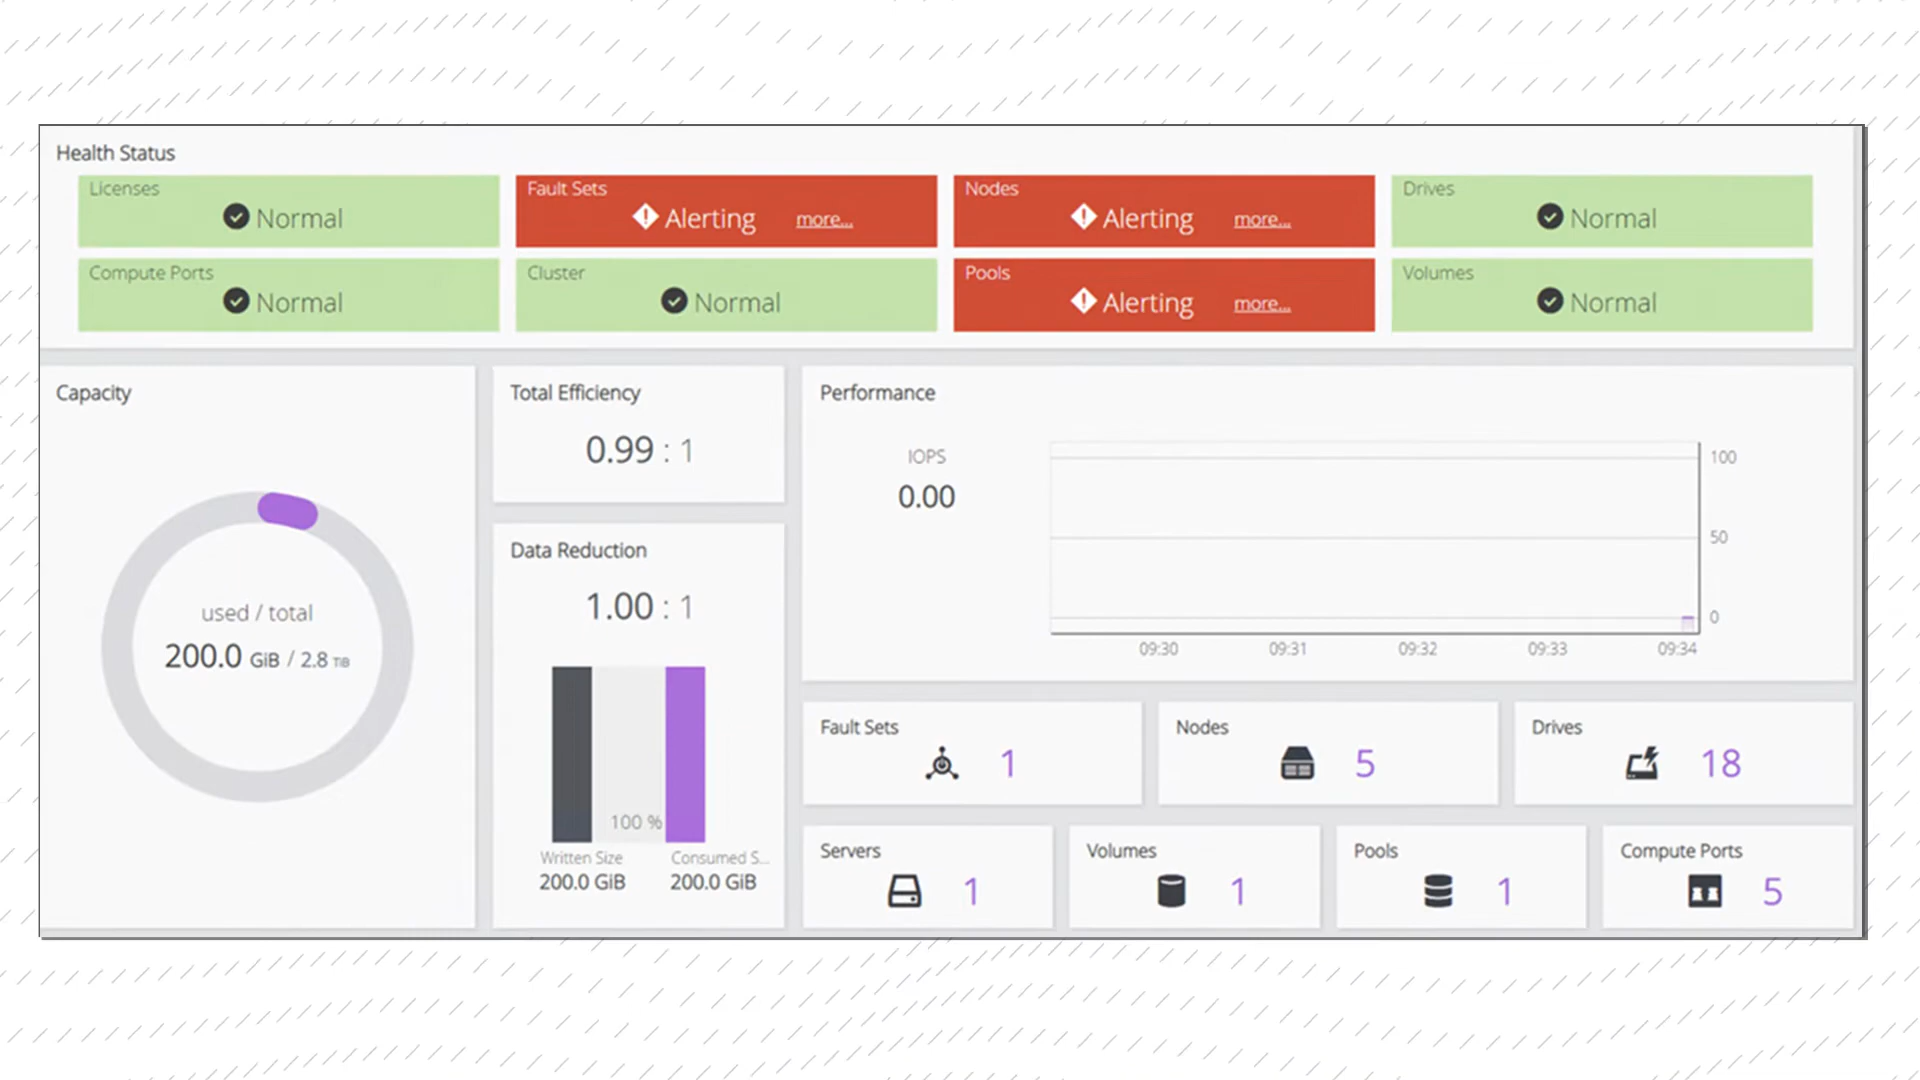 Health Status
Licenses
Normal
Fault Sets
Alerting more...
Nodes
Alerting more...
Drives
Normal
Compute Ports
Normal
Cluster
Normal
Pools
Alerting more...
Volumes
Normal
Capacity
used / total
200.0 GiB / 2.8 TiB
Total Efficiency
0.99 : 1
Data Reduction
1.00 : 1
100 %
Written Size
200.0 GiB
Consumed S...
200.0 GiB
Performance
IOPS
0.00
100
50
0
09:30 09:31 09:32 09:33 09:34
Fault Sets
1
Nodes
5
Drives
18
Servers
1
Volumes
1
Pools
1
Compute Ports
5